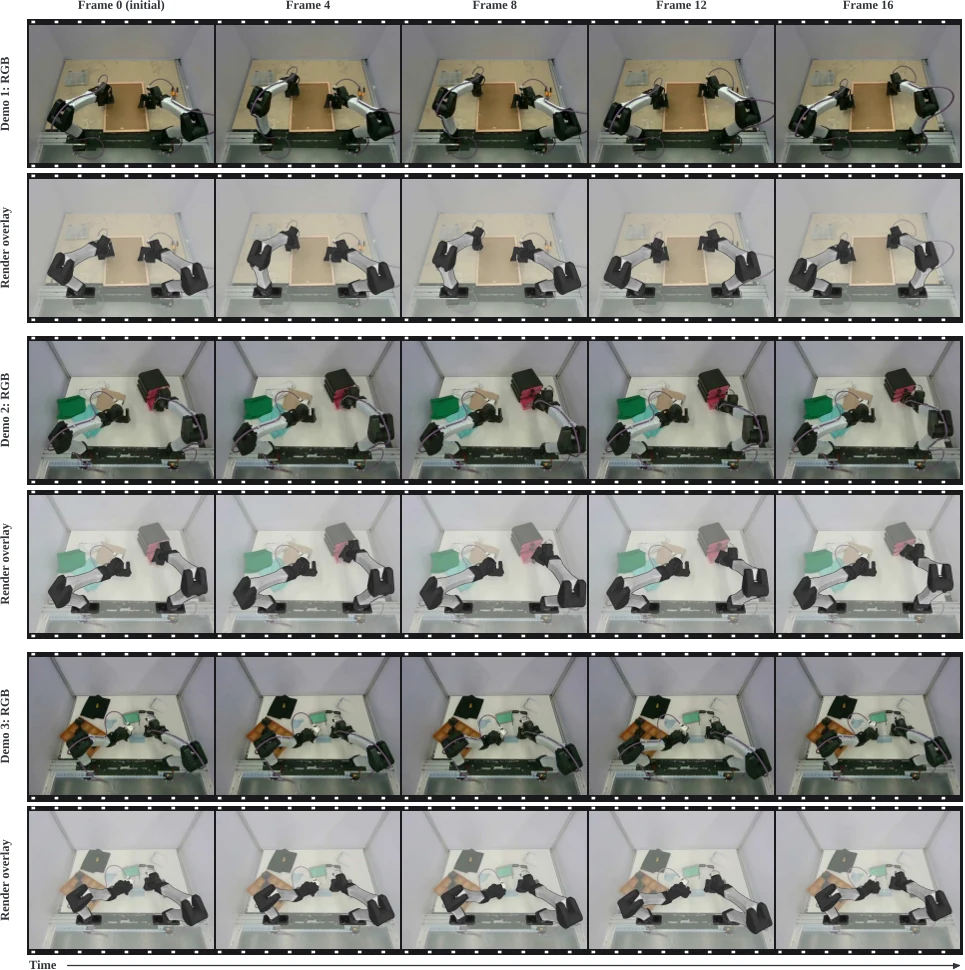 Frame 0 (initial) Frame 4 Frame 8 Frame 12 Frame 16
Demo 1: RGB
Render overlay
Demo 2: RGB
Render overlay
Demo 3: RGB
Render overlay
Time